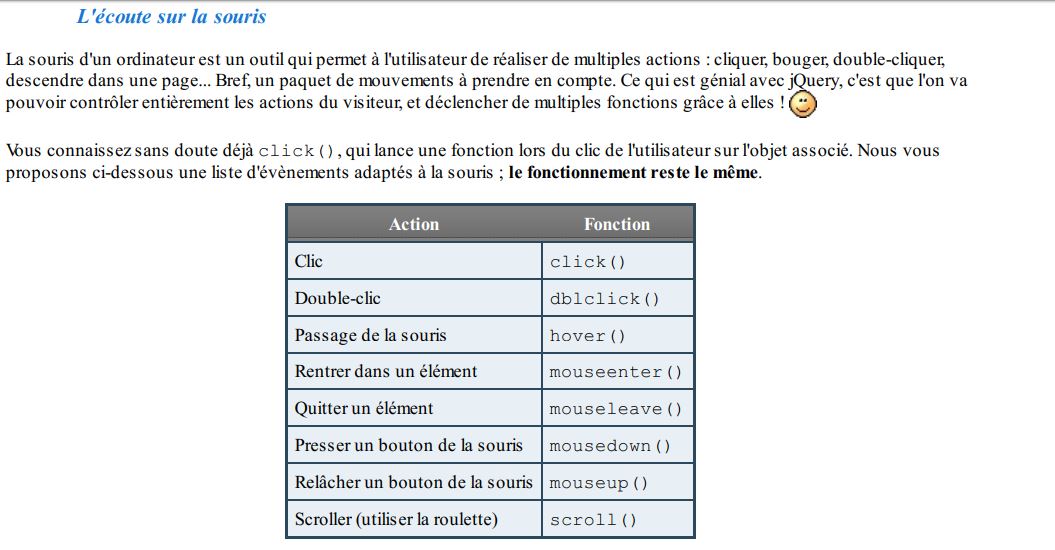 L'écoute sur la souris
La souris d'un ordinateur est un outil qui permet à l'utilisateur de réaliser de multiples actions : cliquer, bouger, double-cliquer,
descendre dans une page... Bref, un paquet de mouvements à prendre en compte. Ce qui est génial avec jQuery, c'est que l'on va
pouvoir contrôler entièrement les actions du visiteur, et déclencher de multiples fonctions grâce à elles !
Vous connaissez sans doute déjà click(), qui lance une fonction lors du clic de l'utilisateur sur l'objet associé. Nous vous
proposons ci-dessous une liste d'évènements adaptés à la souris ; le fonctionnement reste le même.
Action Fonction
Clic click()
Double-clic dblclick()
Passage de la souris hover()
Rentrer dans un élément mouseenter()
Quitter un élément mouseleave()
Presser un bouton de la souris mousedown()
Relâcher un bouton de la souris mouseup()
Scroller (utiliser la roulette) scroll()